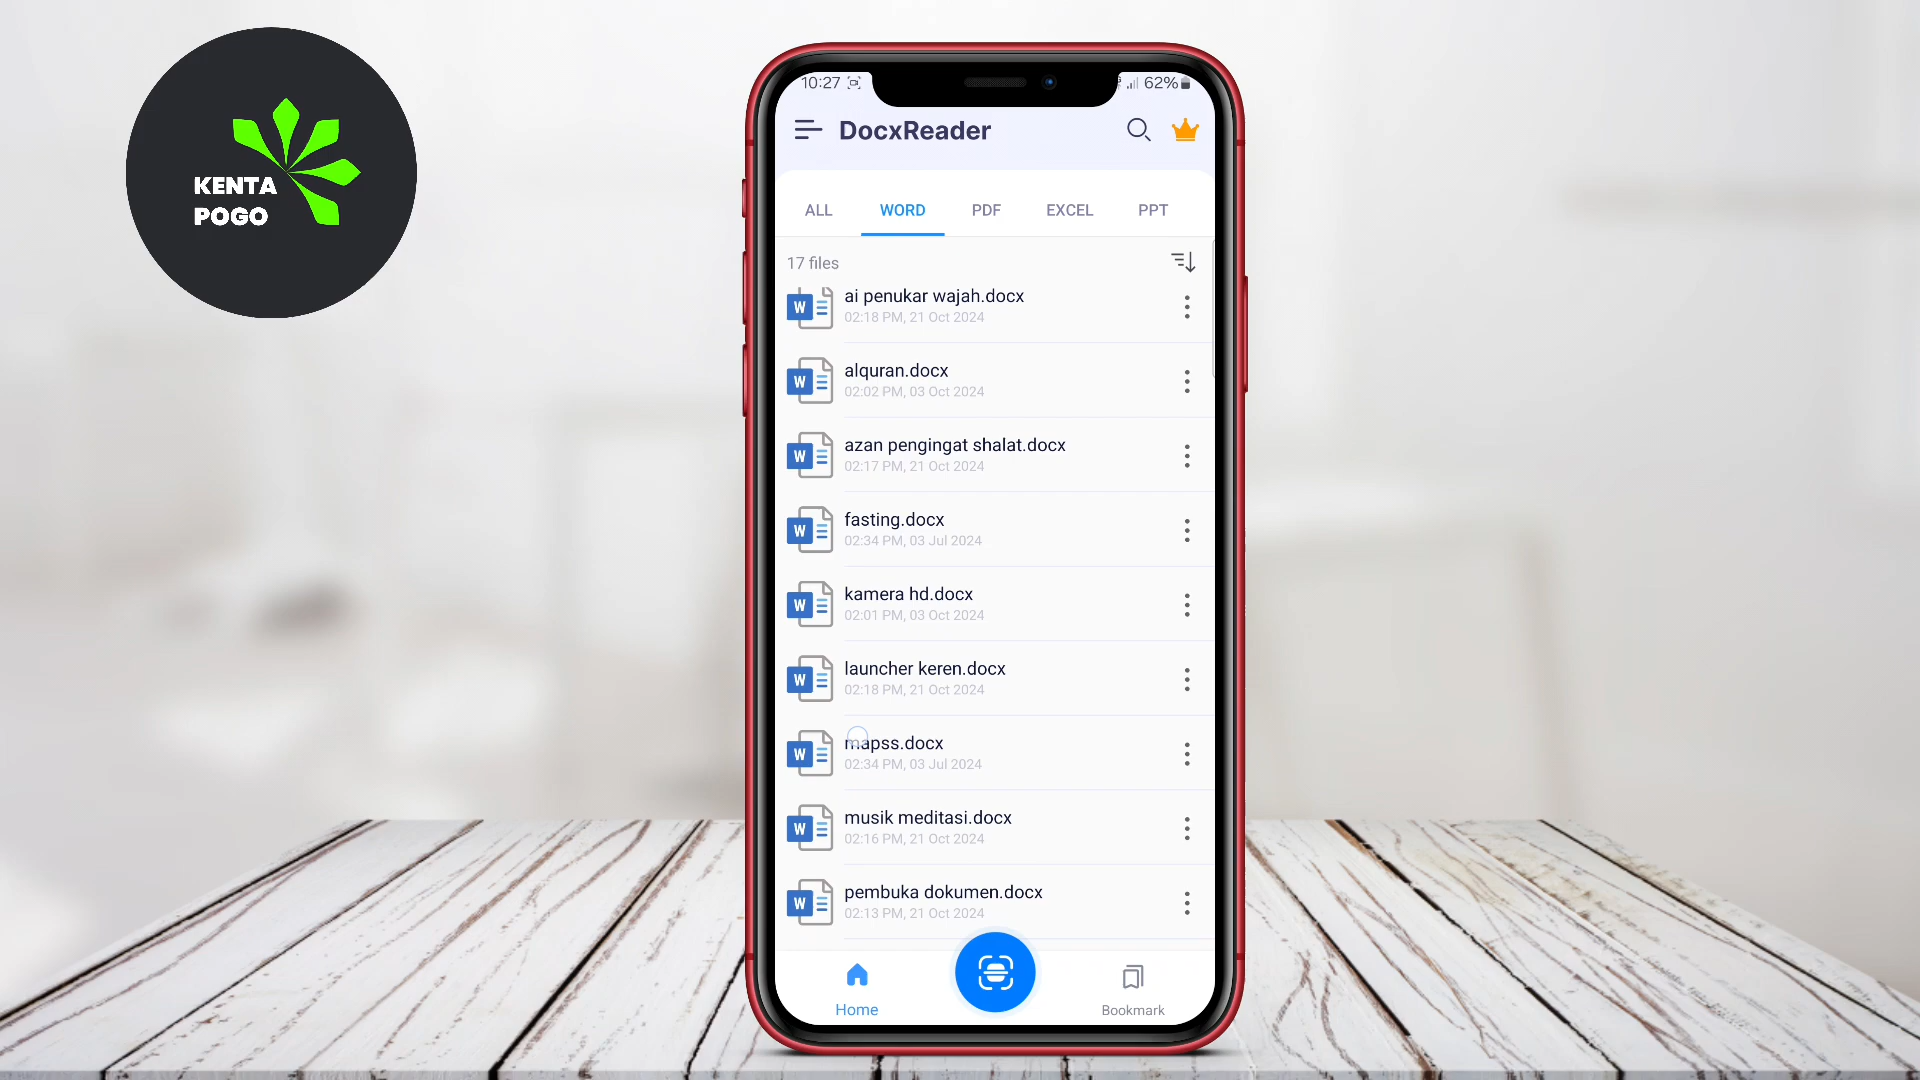 KENTA
POGO
10:27
62%
DocxReader
ALL WORD PDF EXCEL PPT
17 files
ai penukar wajah.docx
02:18 PM, 21 Oct 2024
alquran.docx
02:02 PM, 03 Oct 2024
azan pengingat shalat.docx
02:17 PM, 21 Oct 2024
fasting.docx
02:34 PM, 03 Jul 2024
kamera hd.docx
02:01 PM, 03 Oct 2024
launcher keren.docx
02:18 PM, 21 Oct 2024
mapss.docx
02:34 PM, 03 Jul 2024
musik meditasi.docx
02:16 PM, 21 Oct 2024
pembuka dokumen.docx
02:13 PM, 21 Oct 2024
Home
Bookmark